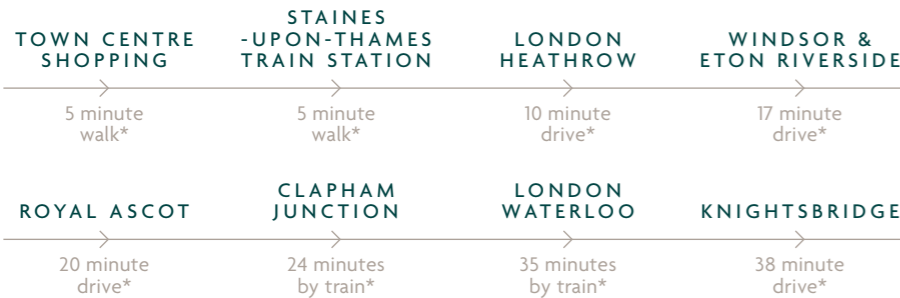 TOWN CENTRE
SHOPPING
5 minute
walk*
STAINES
-UPON-THAMES
TRAIN STATION
5 minute
walk*
LONDON
HEATHROW
10 minute
drive*
WINDSOR &
ETON RIVERSIDE
17 minute
drive*
ROYAL ASCOT
20 minute
drive*
CLAPHAM
JUNCTION
24 minutes
by train*
LONDON
WATERLOO
35 minutes
by train*
KNIGHTSBRIDGE
38 minute
drive*